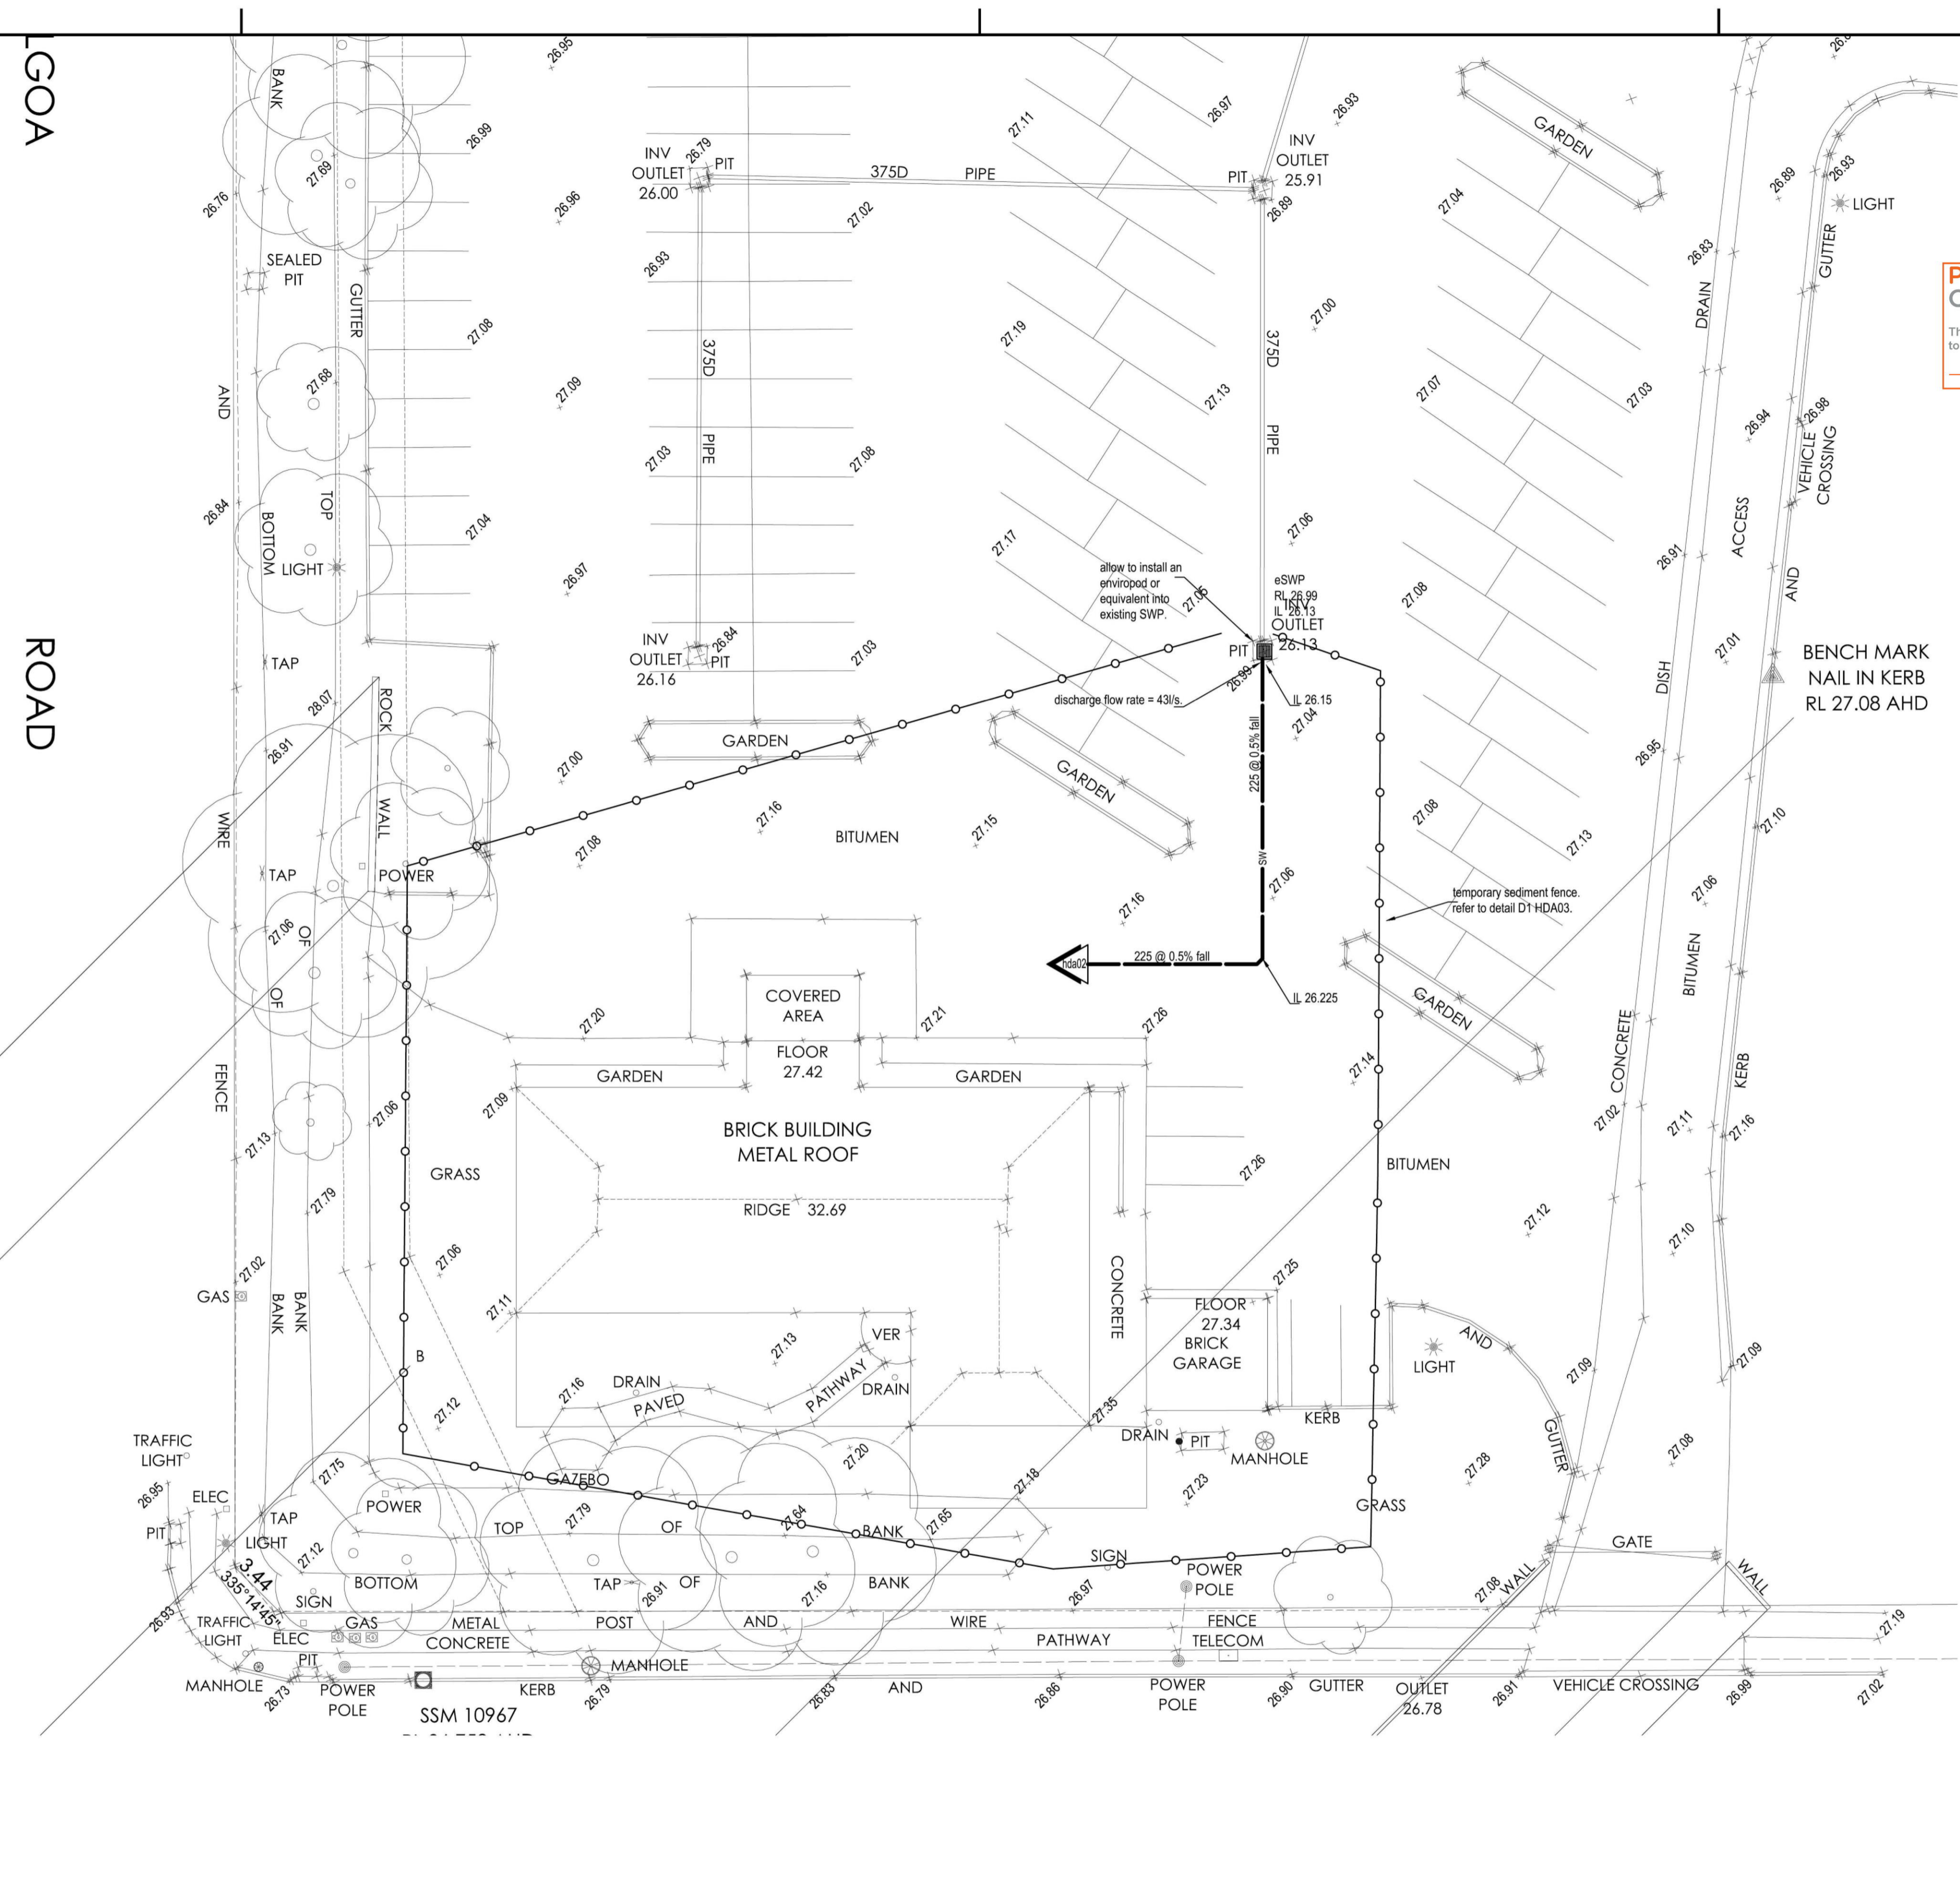 LGOA
ROAD
BANK
26.95
26.99
27.69
26.76
26.96
SEALED
PIT
GUTTER
27.08
27.68
27.09
AND
26.84
TOP
BOTTOM
LIGHT
27.04
26.97
INV
OUTLET
26.00
26.79
PIT
375D PIPE
27.02
26.93
375D PIPE
27.03
27.08
INV
OUTLET
26.16
26.84
PIT
27.03
27.11
26.97
26.93
INV
OUTLET
25.91
PIT
26.89
GARDEN
27.04
26.89
26.93
LIGHT
26.83
GUTTER
DRAIN
27.19
27.00
375D PIPE
27.13
27.07
27.03
26.94
26.98
VEHICLE
CROSSING
27.17
27.06
ACCESS
26.91
AND
allow to install an
enviropod or
equivalent into
existing SWP.
27.05
eSWP
RL 26.99
IL 26.13
INV
OUTLET
26.13
PIT
26.99
27.08
discharge flow rate = 43l/s.
IL 26.15
27.04
27.01
BENCH MARK
NAIL IN KERB
RL 27.08 AHD
DISH
26.95
TAP
28.07
ROCK
WALL
26.91
GARDEN
27.00
27.16
27.08
BITUMEN
27.15
GARDEN
225 @ 0.5% fall
sw
27.06
27.08
27.13
27.10
WIRE
TAP
POWER
27.06
OF
OF
27.16
temporary sediment fence.
refer to detail D1 HDA03.
27.06
BITUMEN
hda02
225 @ 0.5% fall
IL 26.225
GARDEN
COVERED
AREA
27.20
27.21
27.26
FLOOR
27.42
27.14
CONCRETE
KERB
FENCE
GARDEN
GARDEN
27.09
27.06
27.13
27.02
27.11
27.16
BRICK BUILDING
METAL ROOF
GRASS
RIDGE 32.69
27.26
BITUMEN
27.79
27.12
27.10
27.06
27.02
GAS
BANK
BANK
27.11
CONCRETE
27.25
FLOOR
27.34
BRICK
GARAGE
27.13
VER
AND
LIGHT
27.09
27.09
B
DRAIN
27.16
PAVED
PATHWAY
DRAIN
27.12
27.35
KERB
DRAIN
PIT
MANHOLE
GUTTER
27.08
27.28
TRAFFIC
LIGHT
27.75
GAZEBO
27.20
27.18
27.23
26.95
ELEC
POWER
GRASS
PIT
TAP
LIGHT
TOP
27.79
OF
27.64
BANK
27.65
GATE
27.12
SIGN
POWER
POLE
3.44
335°14'45"
BOTTOM
TAP
OF
BANK
26.97
26.91
27.16
27.08
WALL
WALL
SIGN
26.93
TRAFFIC
LIGHT
GAS
METAL
POST
AND
WIRE
FENCE
27.19
ELEC
CONCRETE
PATHWAY
TELECOM
PIT
MANHOLE
MANHOLE
26.73
POWER
POLE
KERB
26.79
26.83
AND
26.86
POWER
POLE
26.90
GUTTER
OUTLET
26.78
26.91
VEHICLE CROSSING
26.99
27.02
SSM 10967